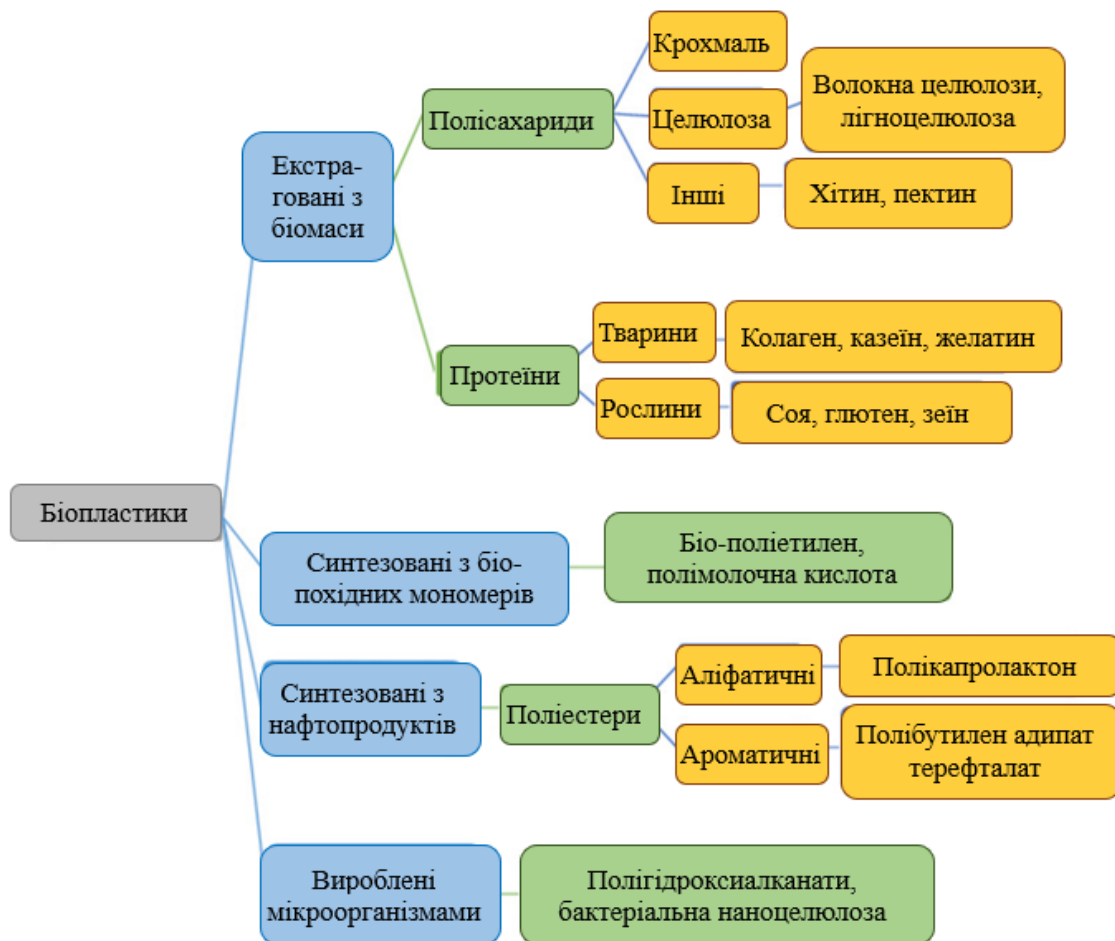 Біопластики
Екстра-
говані з
біомаси
Полісахариди
Крохмаль
Целюлоза
Волокна целюлози,
лігноцелюлоза
Інші
Хітин, пектин
Протеїни
Тварини
Колаген, казеїн, желатин
Рослини
Соя, глютен, зеїн
Синтезовані з біо-
похідних мономерів
Біо-поліетилен,
полімолочна кислота
Синтезовані з
нафтопродуктів
Поліестери
Аліфатичні
Полікапролактон
Ароматичні
Полібутилен адипат
терефталат
Вироблені
мікроорганізмами
Полігідроксиалканати,
бактеріальна наноцелюлоза